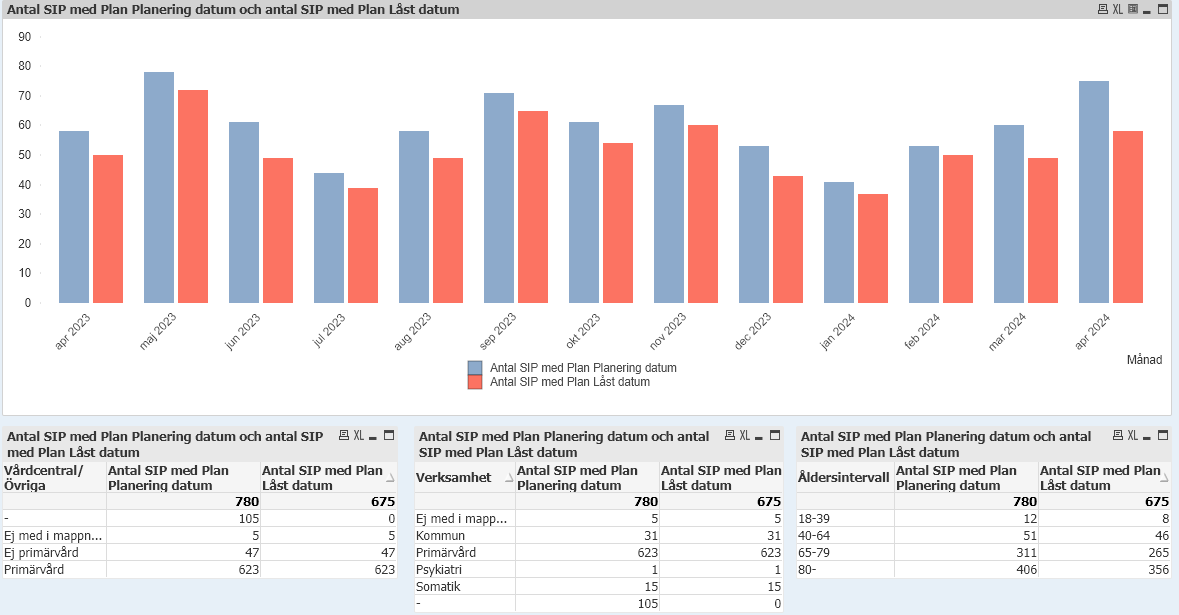 Antal SIP med Plan Planering datum och antal SIP med Plan Låst datum
XL
90
80
70
60
50
40
30
20
10
0
apr 2023
maj 2023
jun 2023
jul 2023
aug 2023
sep 2023
okt 2023
nov 2023
dec 2023
jan 2024
feb 2024
mar 2024
apr 2024
Månad
Antal SIP med Plan Planering datum
Antal SIP med Plan Låst datum
Antal SIP med Plan Planering datum och antal SIP
med Plan Låst datum
XL
Vårdcentral/ Antal SIP med Plan Antal SIP med Plan
Övriga Planering datum Låst datum
780 675
- 105 0
Ej med i mappn... 5 5
Ej primärvård 47 47
Primärvård 623 623
Antal SIP med Plan Planering datum och antal
SIP med Plan Låst datum
XL
Verksamhet Antal SIP med Plan Antal SIP med Plan
Planering datum Låst datum
780 675
Ej med i mapp... 5 5
Kommun 31 31
Primärvård 623 623
Psykiatri 1 1
Somatik 15 15
- 105 0
Antal SIP med Plan Planering datum och antal
SIP med Plan Låst datum
XL
Åldersintervall Antal SIP med Plan Antal SIP med Plan
Planering datum Låst datum
780 675
18-39 12 8
40-64 51 46
65-79 311 265
80- 406 356